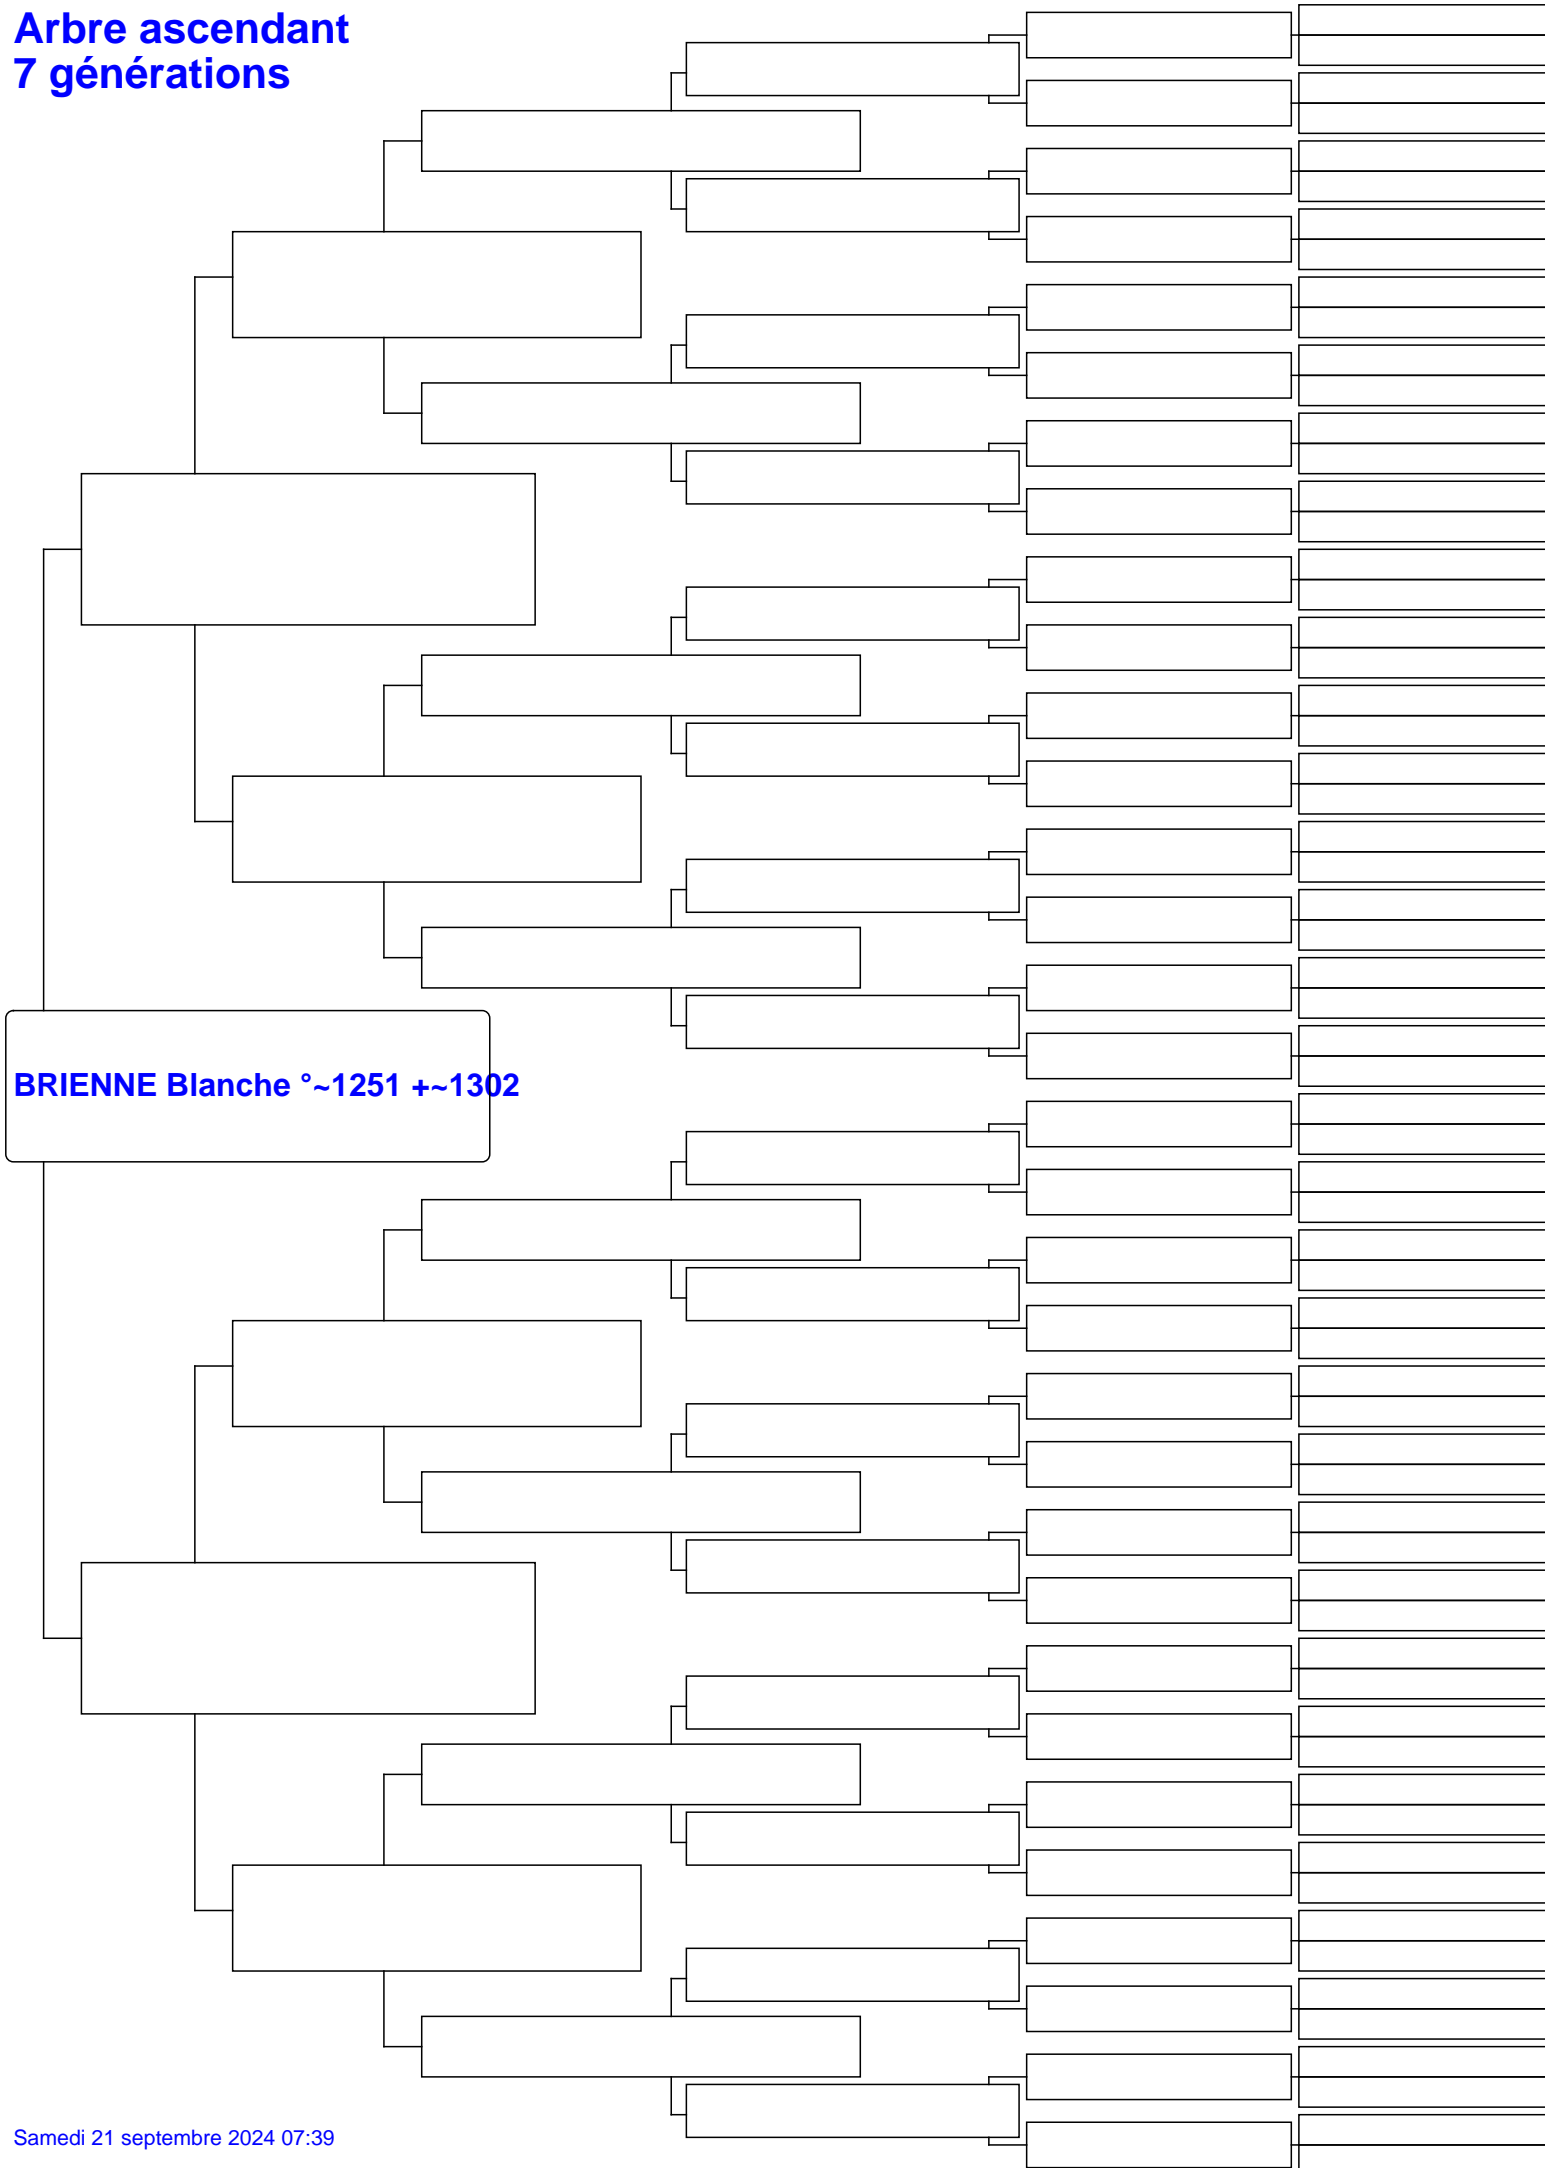 Arbre ascendant
7 générations
BRIENNE Blanche °~1251 +~1302
Samedi 21 septembre 2024 07:39